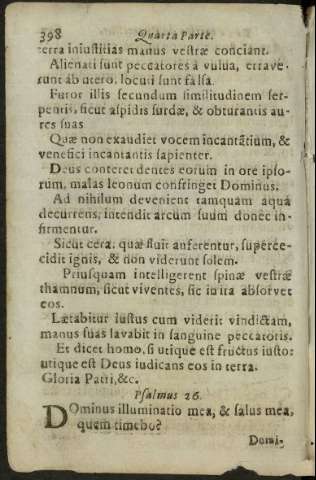 398 Quarta Parte.
terra iniustitias manus vestræ concianr.
Alienati sunt peccatores à vulua, errave-
runt ab utero, locuti sunt falsa.
Furor illis secundum similitudinem ser-
pentis, sicut aspidis surdæ, & obturantis au-
res suas
Quæ non exaudiet vocem incantãtium, &
venefici incantantis sapienter.
Deus conteret dentes eorum in ore ipso-
rum, malas leonum confringet Dominus.
Ad nihilum devenient tamquam aqua
decurrens, intendit arcum suum donec in-
firmentur.
Sicut cera, quæ fluit anferentur, superce-
cidit ignis, & non viderunt solem.
Priusquam intelligerent spinæ vestræ
rhamnum, sicut viventes, sic in ira absorvet
eos.
Lætabitur iustus cum viderit vindictam,
manus suas lavabit in sanguine peccatoris.
Et dicet homo, si utique est fructus iusto:
utique est Deus iudicans eos in terra.
Gloria Patri, &c.
Psalmus 26.
Dominus illuminatio mea, & salus mea,
quem timebo?
Domi-